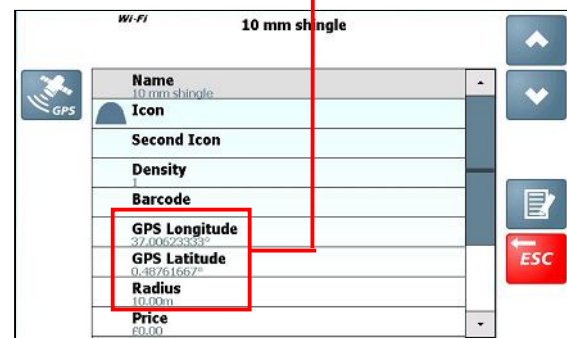 Wi-Fi
10 mm shingle
GPS
Name
10 mm shingle
Icon
Second Icon
Density
1
Barcode
GPS Longitude
37.00623333°
GPS Latitude
0.48761667°
Radius
10.00m
Price
£0.00
ESC